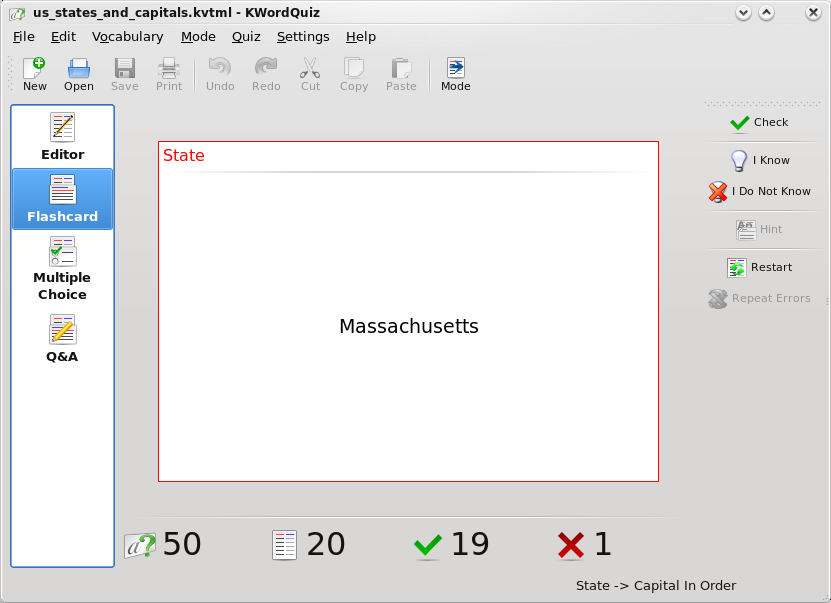 us_states_and_capitals.kvtml - KWordQuiz
File Edit Vocabulary Mode Quiz Settings Help
New Open Save Print Undo Redo Cut Copy Paste Mode
Editor
Flashcard
Multiple
Choice
Q&A
State
Massachusetts
Check
I Know
I Do Not Know
Hint
Restart
Repeat Errors
a? 50 20 19 1
State -> Capital In Order